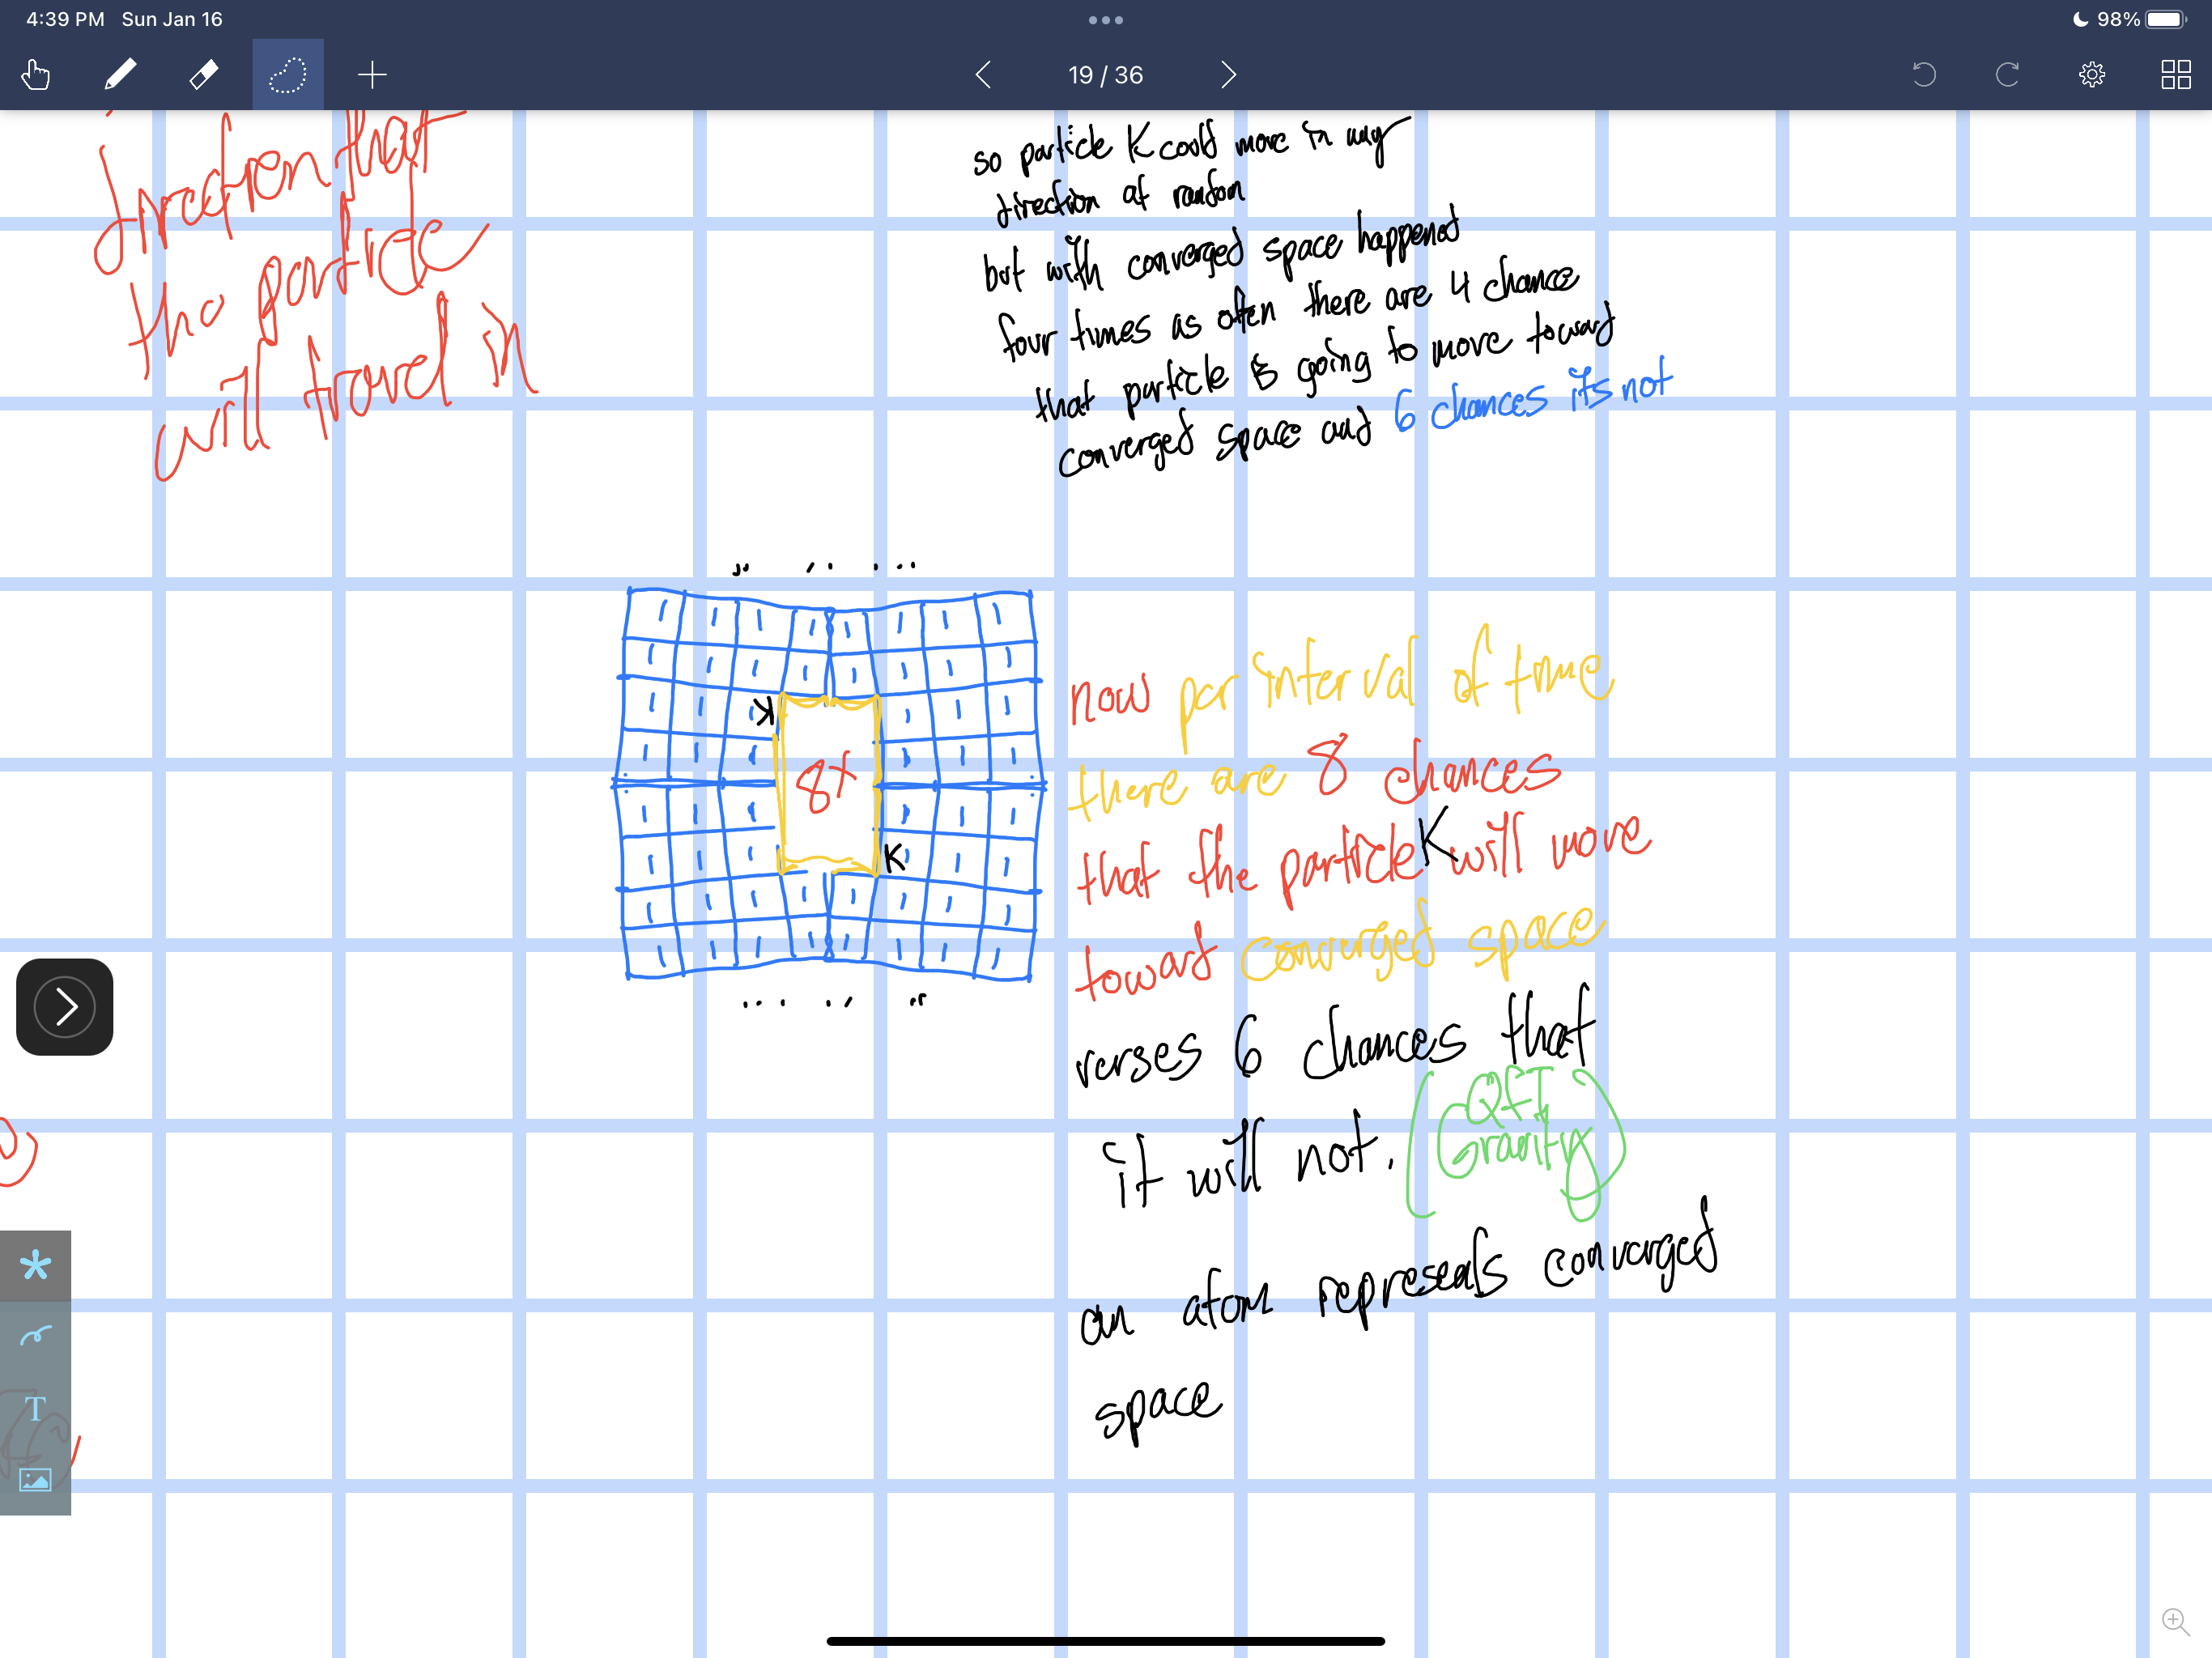 4:39 PM Sun Jan 16
98%
19 / 36
direction that
the partice
will travel in
so particle K could move in any
direction at random
but with converged space happend
four times as often there are 4 chance
that particle is going to move toward
converged space and 6 chances its not
K
8t
K
now per interval of time
there are 8 chances
that the particle K will move
toward converged space
verses 6 chances that
it will not. (QFT
Gravity)
an atom represeals converged
space
T